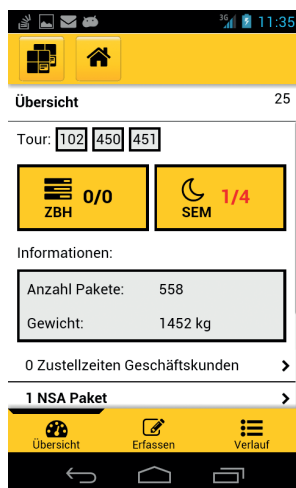 3G 11:35
Übersicht 25
Tour: 102 450 451
ZBH 0/0
SEM 1/4
Informationen:
Anzahl Pakete: 558
Gewicht: 1452 kg
0 Zustellzeiten Geschäftskunden
1 NSA Paket
Übersicht Erfassen Verlauf